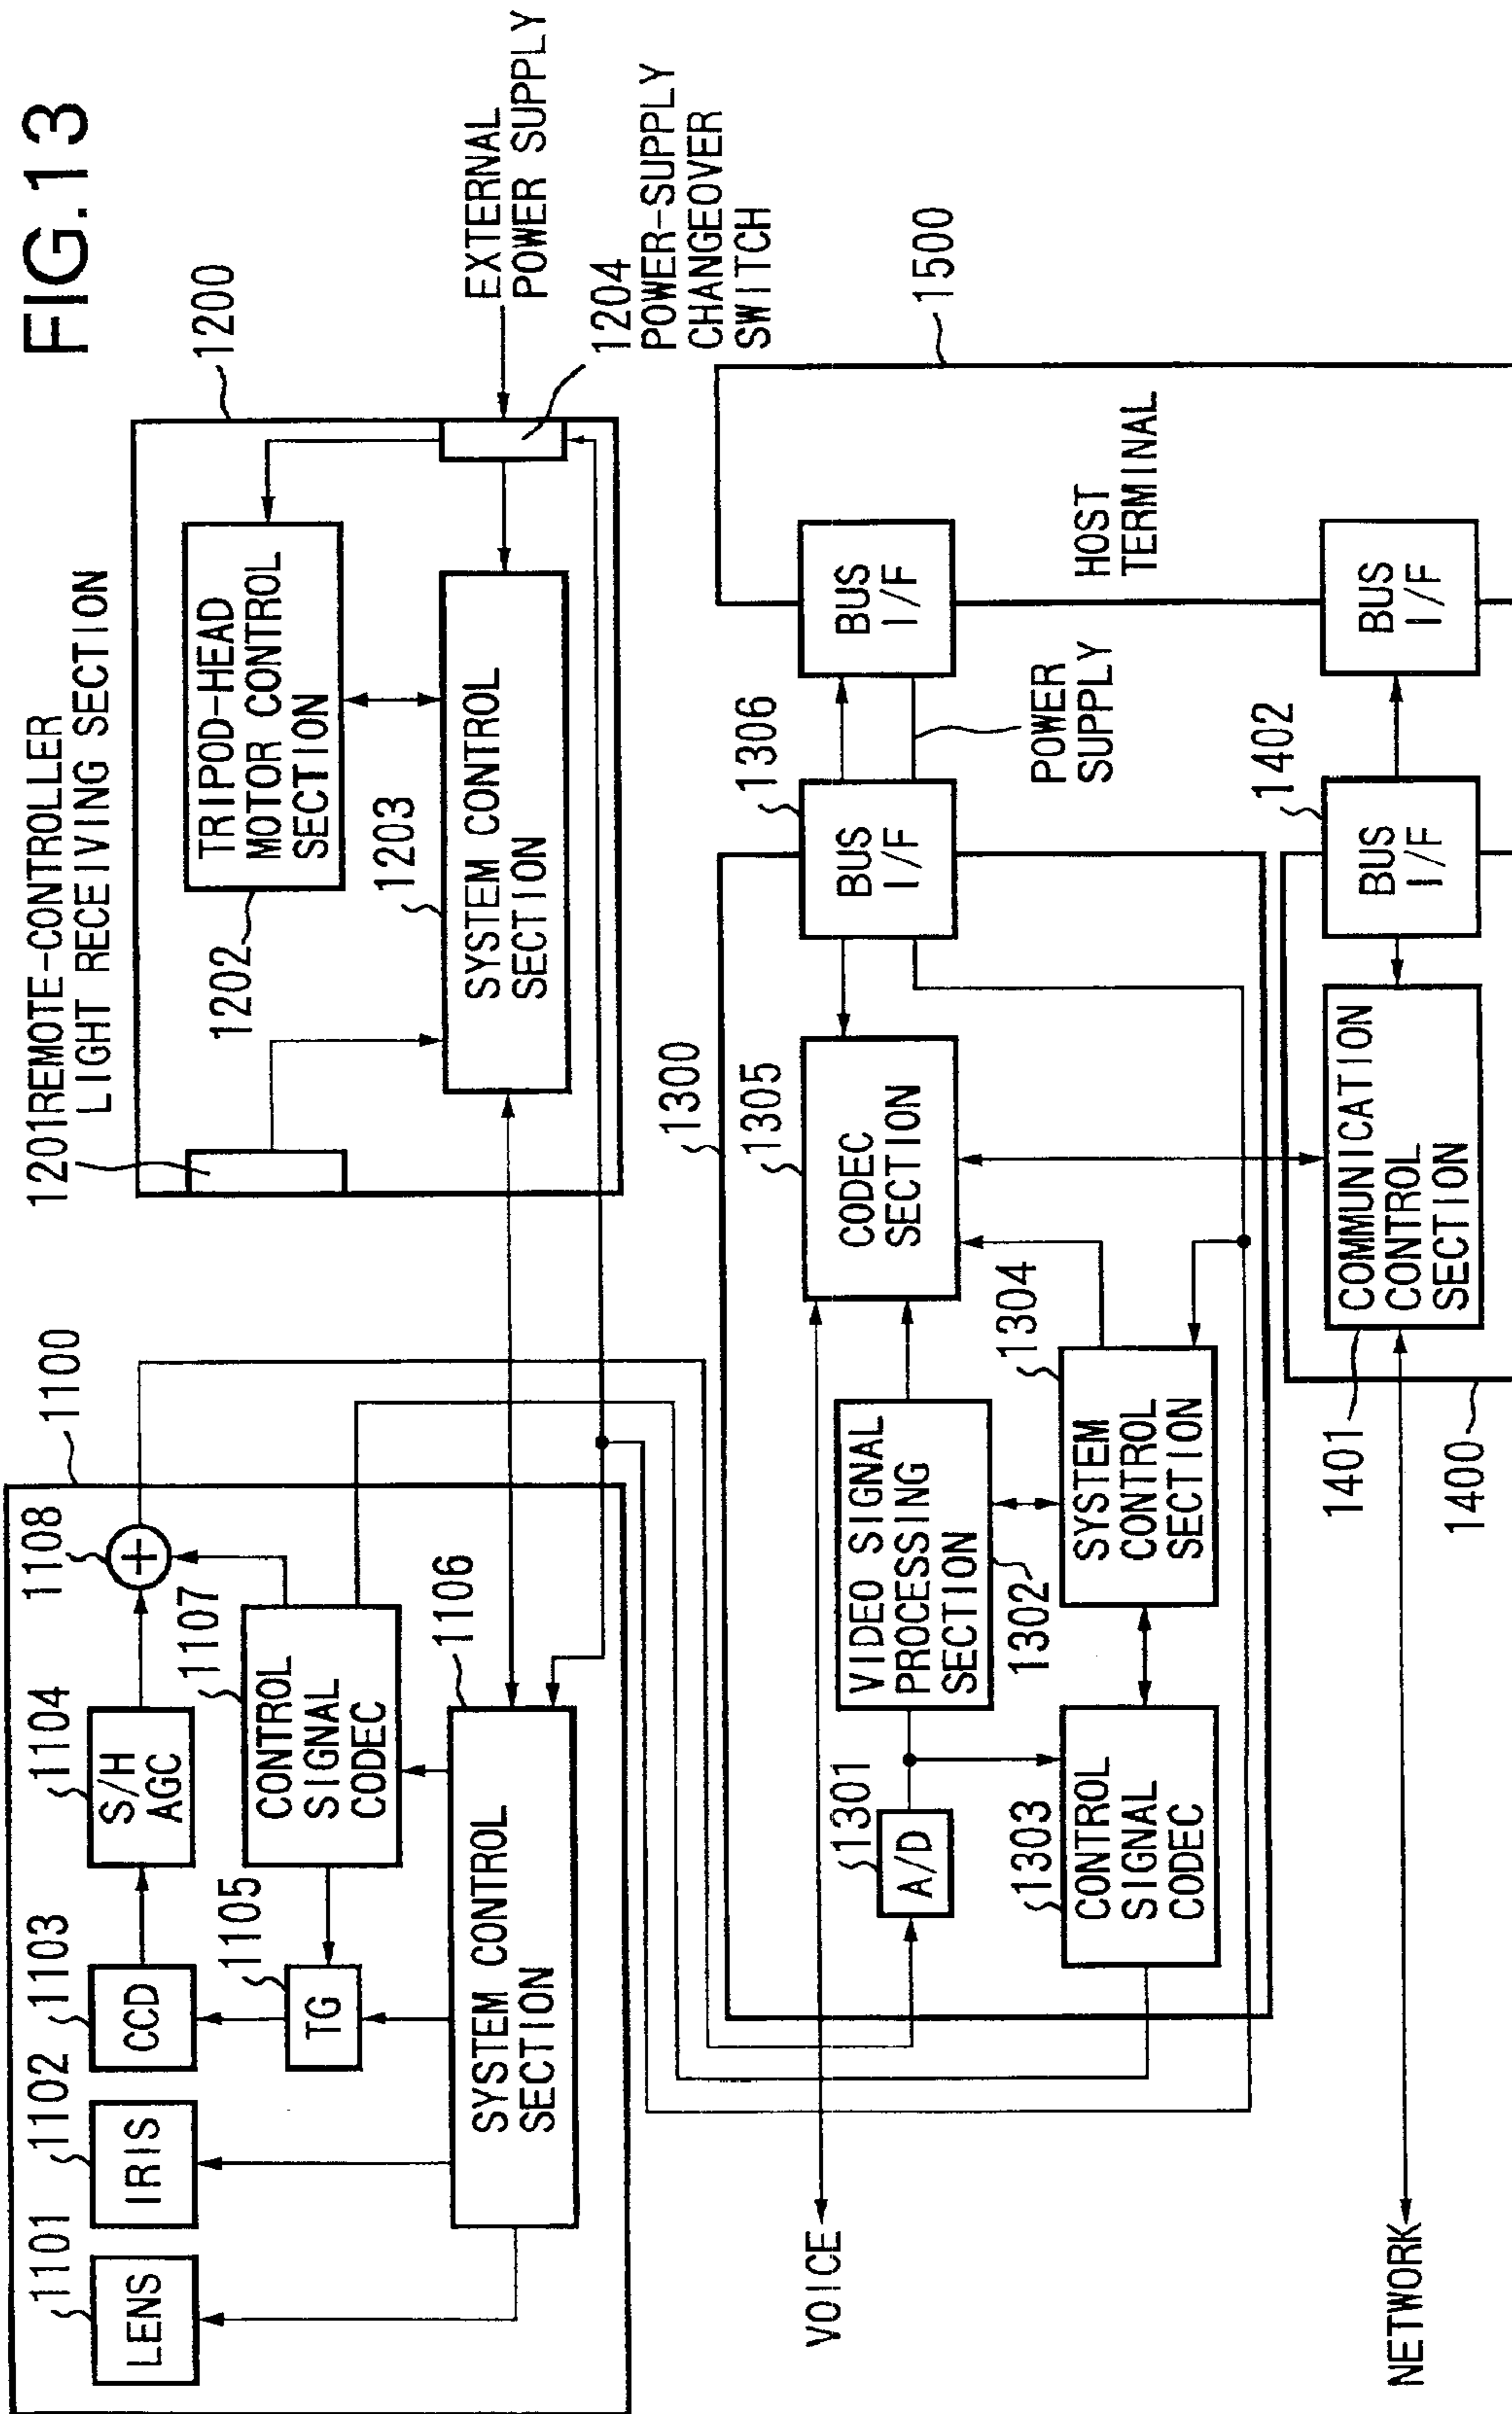 FIG.13
1100
1101
LENS
1102
IRIS
1103
CCD
1104
S/H
AGC
1108
1105
TG
1107
CONTROL
SIGNAL
CODEC
1106
SYSTEM CONTROL
SECTION
1201REMOTE-CONTROLLER
LIGHT RECEIVING SECTION
1200
1202
TRIPOD-HEAD
MOTOR CONTROL
SECTION
1203
SYSTEM CONTROL
SECTION
EXTERNAL
POWER SUPPLY
1204
POWER-SUPPLY
CHANGEOVER
SWITCH
VOICE
1300
1301
A/D
1302
VIDEO SIGNAL
PROCESSING
SECTION
1303
CONTROL
SIGNAL
CODEC
1304
SYSTEM
CONTROL
SECTION
1305
CODEC
SECTION
1306
BUS
I/F
POWER
SUPPLY
BUS
I/F
HOST
TERMINAL
1500
NETWORK
1400
1401
COMMUNICATION
CONTROL
SECTION
1402
BUS
I/F
BUS
I/F